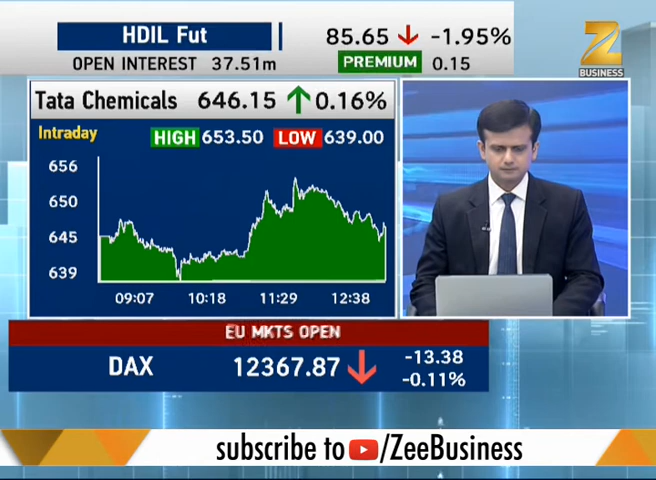 HDIL Fut
85.65 -1.95%
OPEN INTEREST 37.51m
PREMIUM 0.15
Z
BUSINESS
Tata Chemicals 646.15 0.16%
Intraday
HIGH 653.50 LOW 639.00
656
650
645
639
09:07 10:18 11:29 12:38
EU MKTS OPEN
DAX 12367.87 -13.38
-0.11%
subscribe to /ZeeBusiness